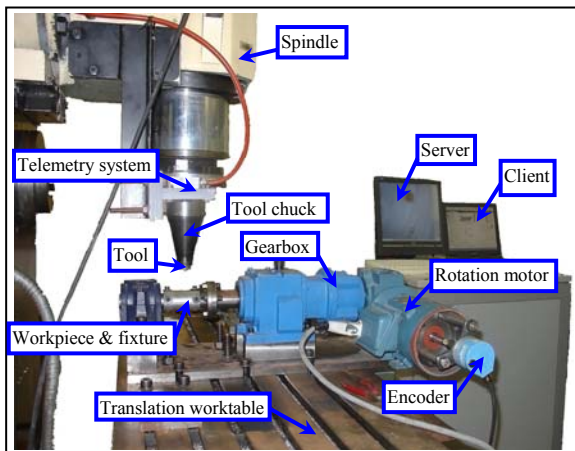 Spindle
Server
Telemetry system
Client
Tool chuck
Tool
Gearbox
Rotation motor
Workpiece & fixture
Encoder
Translation worktable